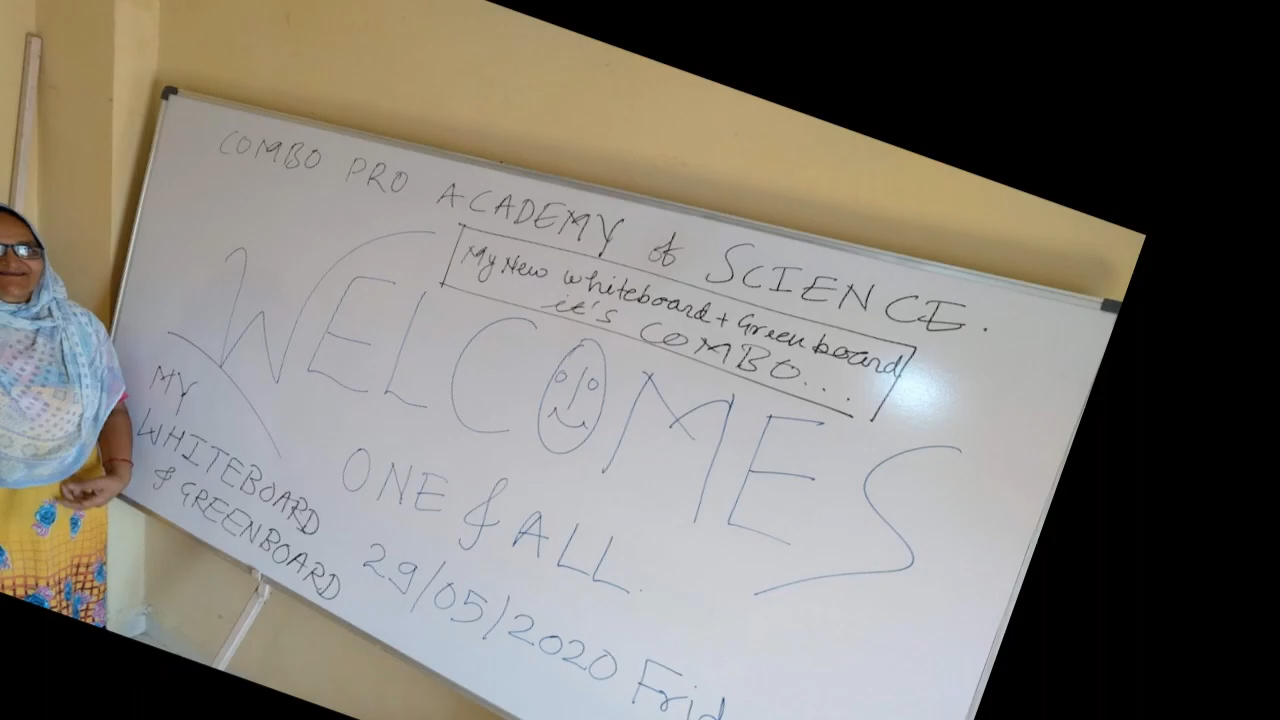 COMBO PRO ACADEMY of SCIENCE.
My New Whiteboard + Greenboard
it's COMBO...
WELCOMES
ONE & ALL.
MY
WHITEBOARD
& GREENBOARD
29/05/2020 Frid